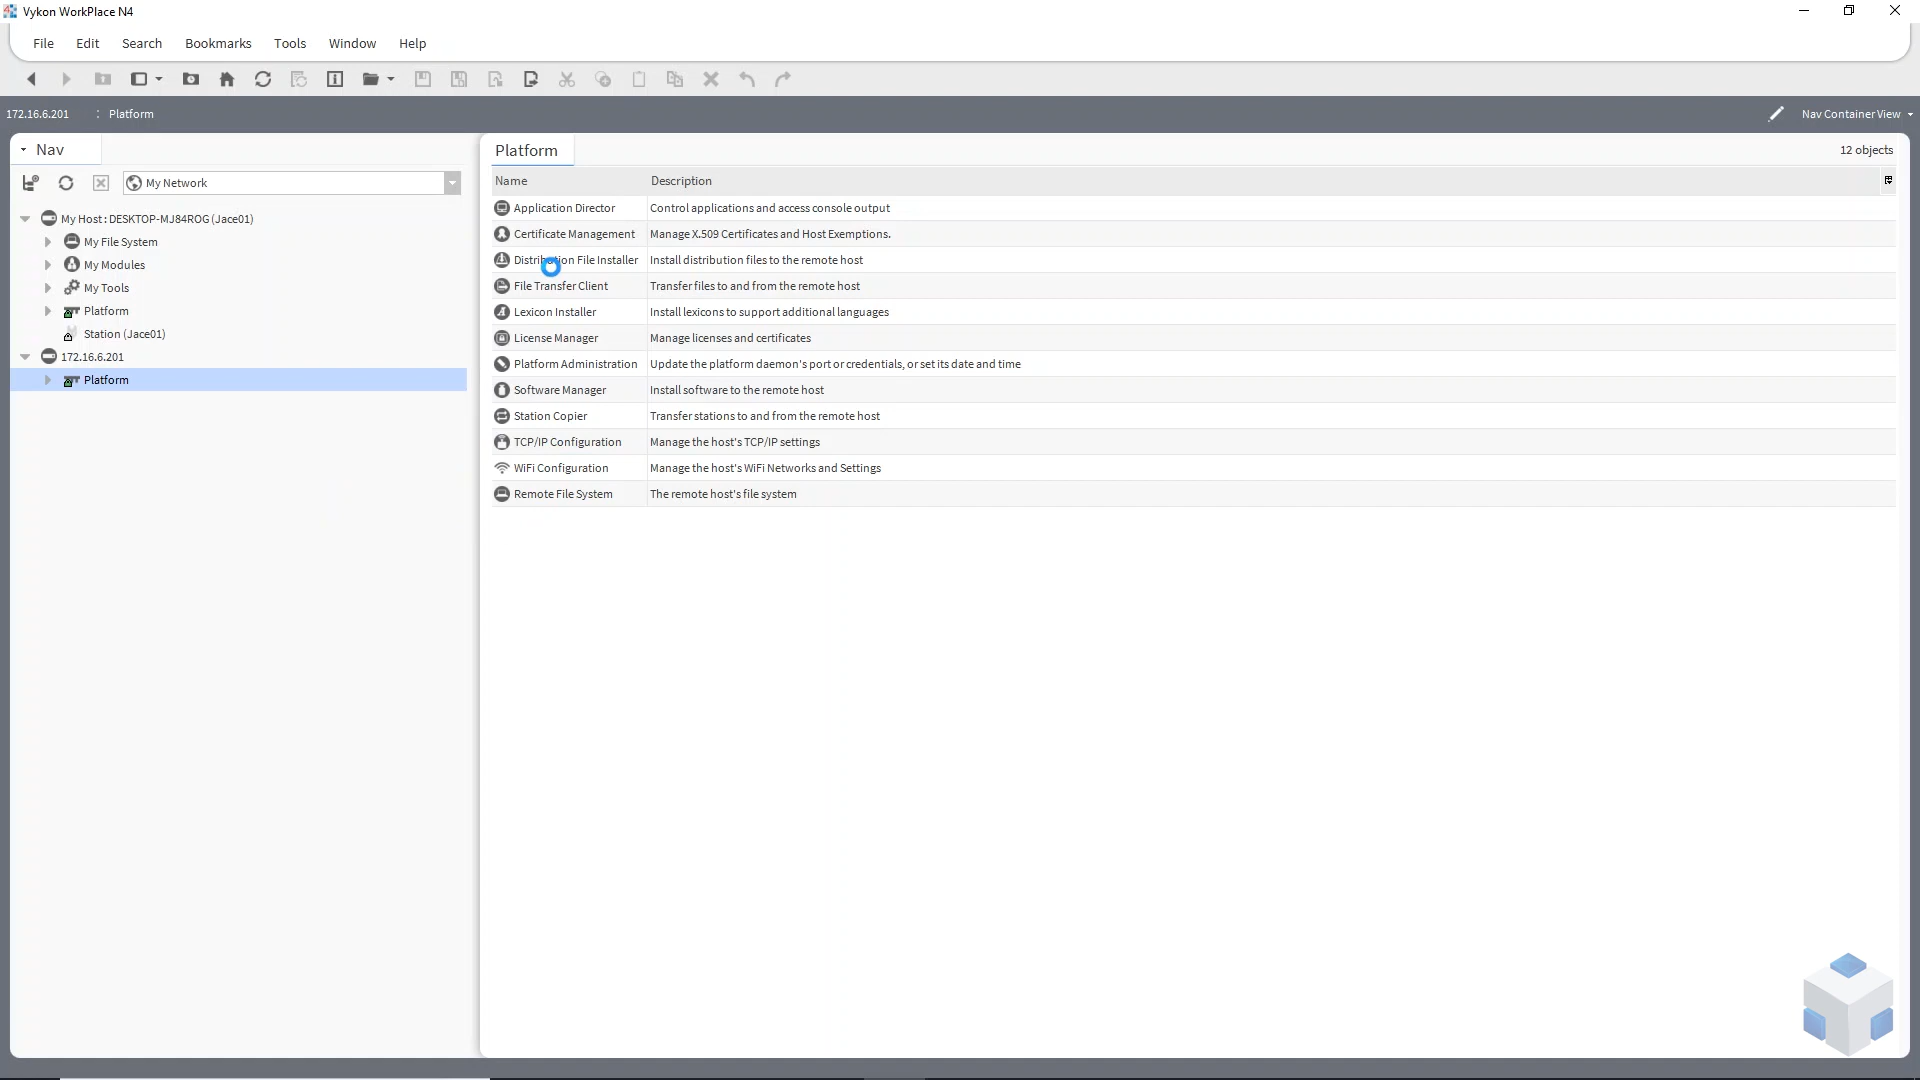 Vykon WorkPlace N4
File Edit Search Bookmarks Tools Window Help
172.16.6.201 : Platform
Nav Container View
Nav
My Network
My Host : DESKTOP-MJ84ROG (Jace01)
My File System
My Modules
My Tools
Platform
Station (Jace01)
172.16.6.201
Platform
Platform
12 objects
Name Description
Application Director Control applications and access console output
Certificate Management Manage X.509 Certificates and Host Exemptions.
Distribution File Installer Install distribution files to the remote host
File Transfer Client Transfer files to and from the remote host
Lexicon Installer Install lexicons to support additional languages
License Manager Manage licenses and certificates
Platform Administration Update the platform daemon's port or credentials, or set its date and time
Software Manager Install software to the remote host
Station Copier Transfer stations to and from the remote host
TCP/IP Configuration Manage the host's TCP/IP settings
WiFi Configuration Manage the host's WiFi Networks and Settings
Remote File System The remote host's file system